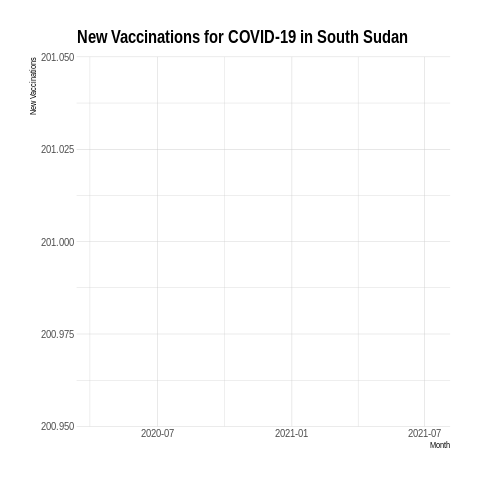 New Vaccinations for COVID-19 in South Sudan
New Vaccinations
201.050
201.025
201.000
200.975
200.950
2020-07
2021-01
2021-07
Month